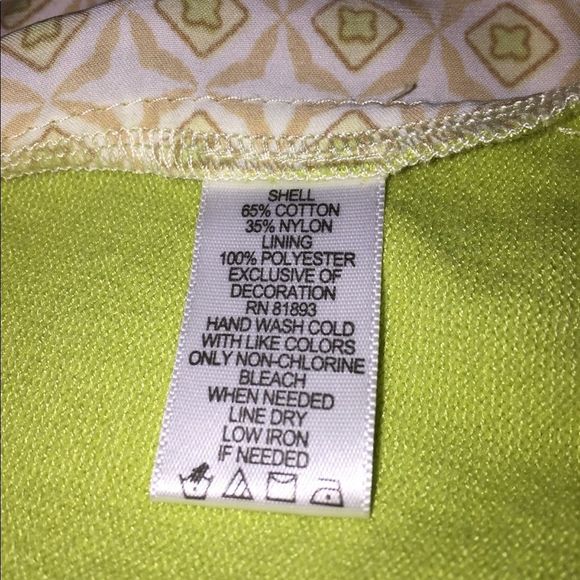 SHELL
65% COTTON
35% NYLON
LINING
100% POLYESTER
EXCLUSIVE OF
DECORATION
RN 81893
HAND WASH COLD
WITH LIKE COLORS
ONLY NON-CHLORINE
BLEACH
WHEN NEEDED
LINE DRY
LOW IRON
IF NEEDED